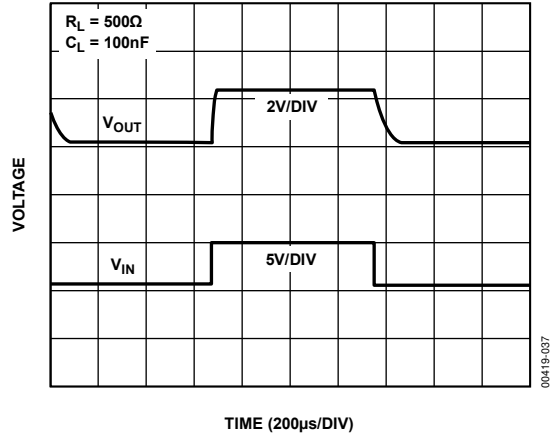 R_L = 500Ω
C_L = 100nF
2V/DIV
V_OUT
VOLTAGE
5V/DIV
V_IN
00419-037
TIME (200µs/DIV)